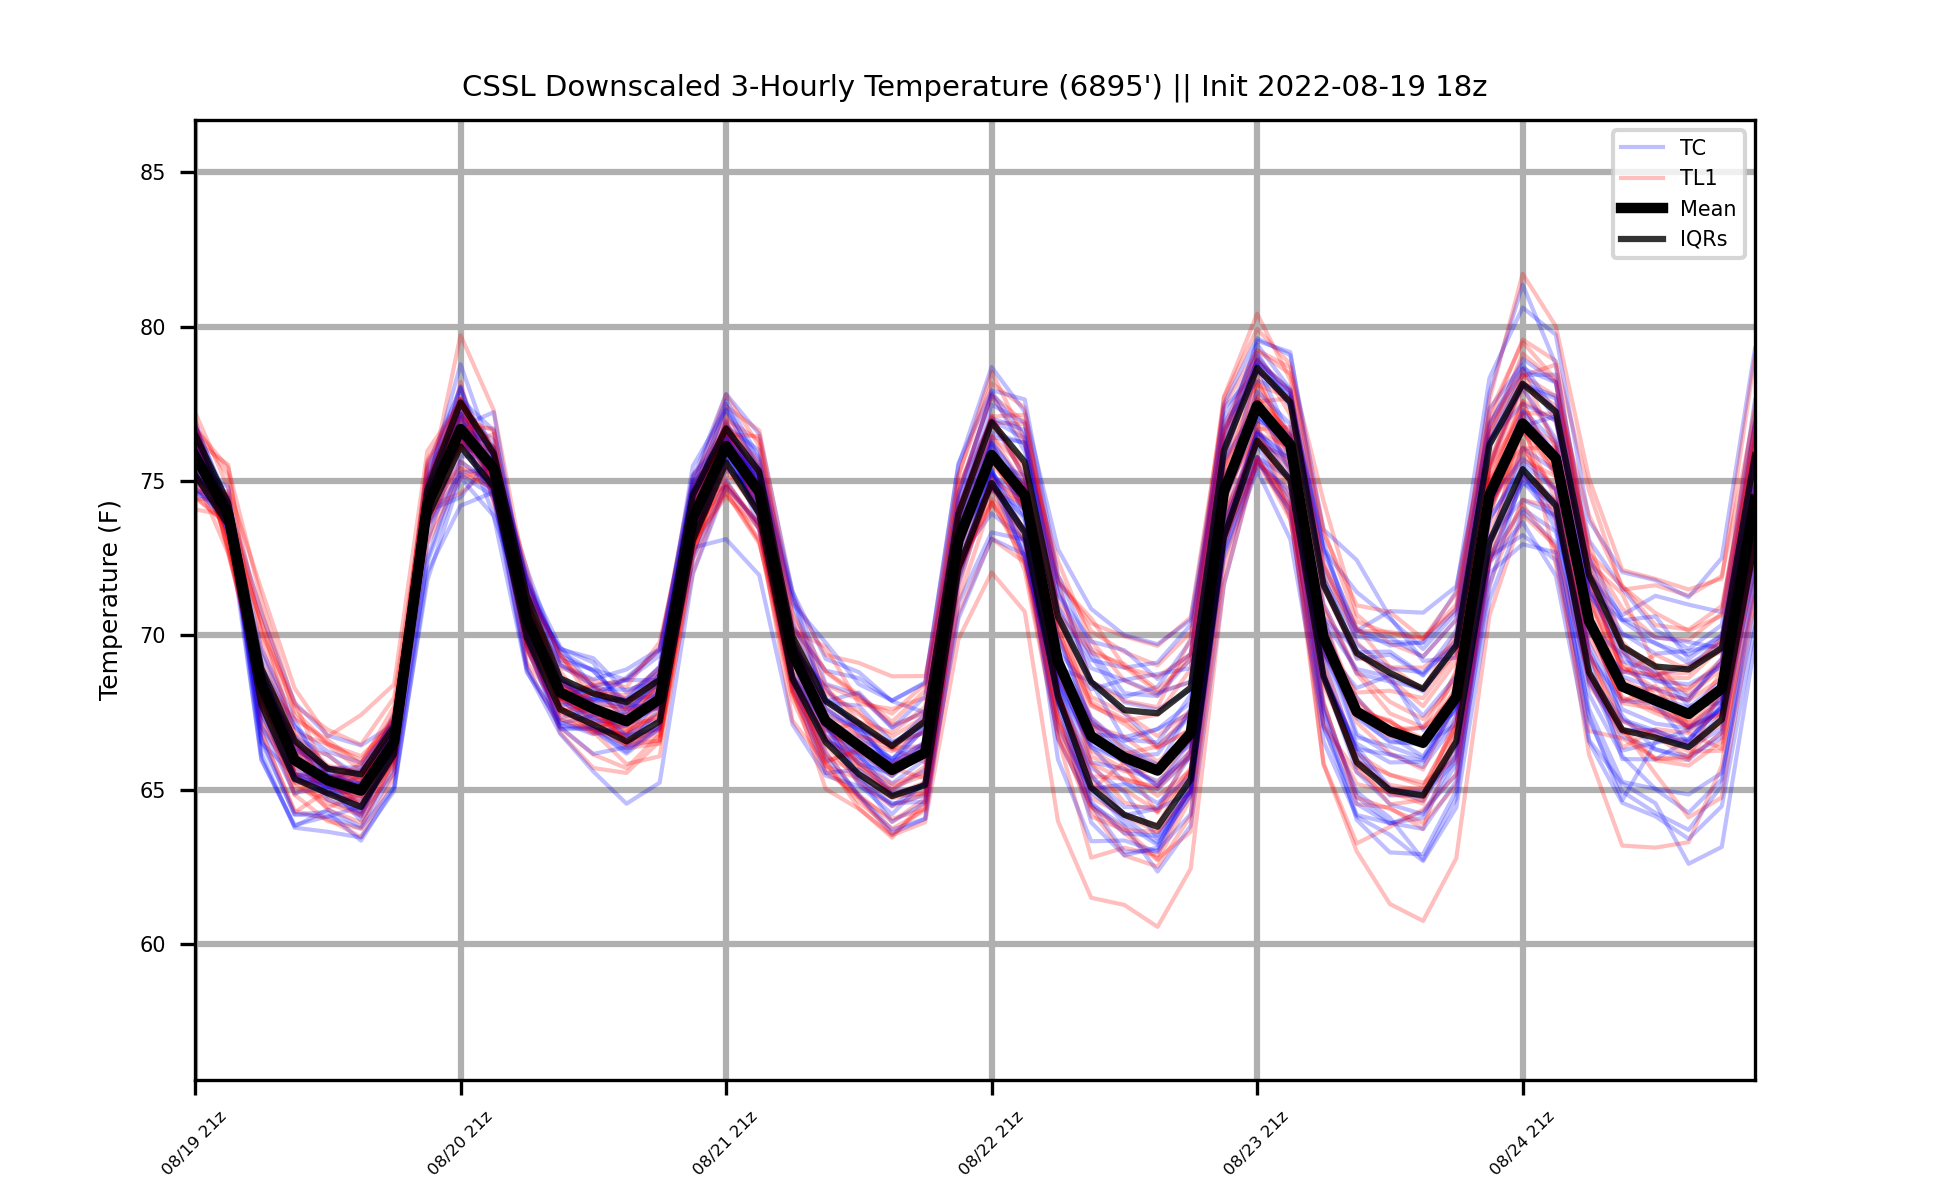 CSSL Downscaled 3-Hourly Temperature (6895') || Init 2022-08-19 18z
TC
TL1
Mean
IQRs
Temperature (F)
85
80
75
70
65
60
08/19 21z
08/20 21z
08/21 21z
08/22 21z
08/23 21z
08/24 21z